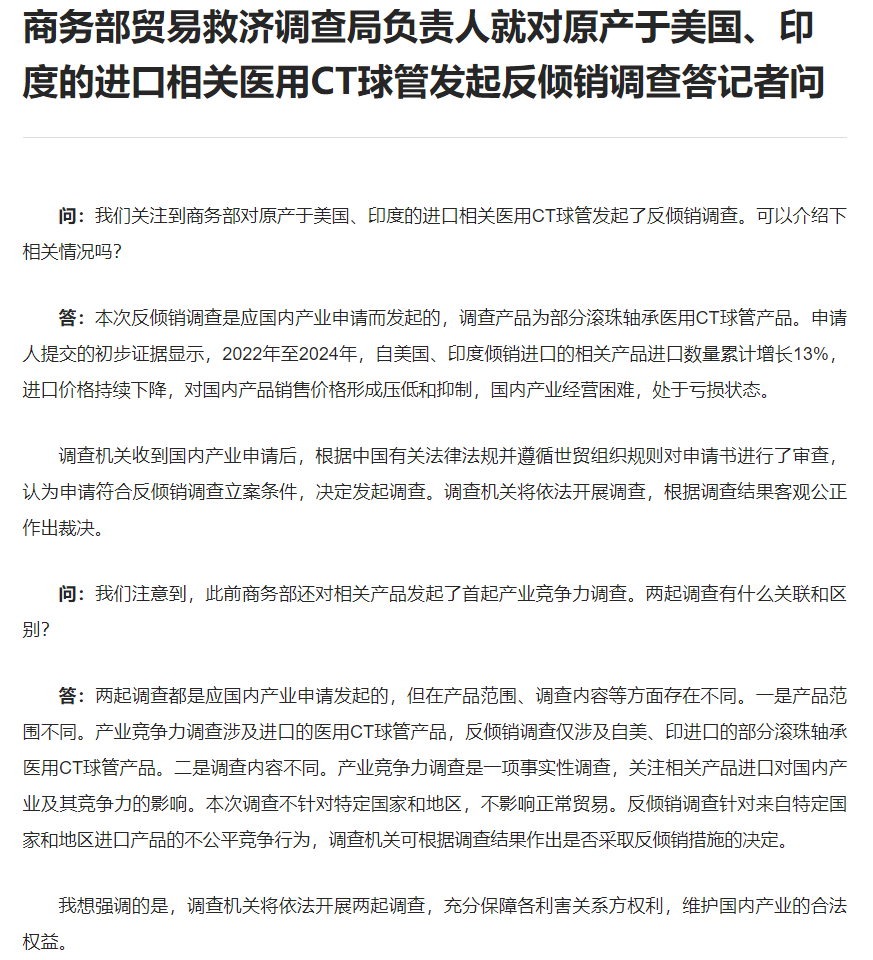 商务部贸易救济调查局负责人就对原产于美国、印
度的进口相关医用CT球管发起反倾销调查答记者问
问：我们关注到商务部对原产于美国、印度的进口相关医用CT球管发起了反倾销调查。可以介绍下
相关情况吗？
答：本次反倾销调查是应国内产业申请而发起的，调查产品为部分滚珠轴承医用CT球管产品。申请
人提交的初步证据显示，2022年至2024年，自美国、印度倾销进口的相关产品进口数量累计增长13%，
进口价格持续下降，对国内产品销售价格形成压低和抑制，国内产业经营困难，处于亏损状态。
调查机关收到国内产业申请后，根据中国有关法律法规并遵循世贸组织规则对申请书进行了审查，
认为申请符合反倾销调查立案条件，决定发起调查。调查机关将依法开展调查，根据调查结果客观公正
作出裁决。
问：我们注意到，此前商务部还对相关产品发起了首起产业竞争力调查。两起调查有什么关联和区
别？
答：两起调查都是应国内产业申请发起的，但在产品范围、调查内容等方面存在不同。一是产品范
围不同。产业竞争力调查涉及进口的医用CT球管产品，反倾销调查仅涉及自美、印进口的部分滚珠轴承
医用CT球管产品。二是调查内容不同。产业竞争力调查是一项事实性调查，关注相关产品进口对国内产
业及其竞争力的影响。本次调查不针对特定国家和地区，不影响正常贸易。反倾销调查针对来自特定国
家和地区进口产品的不公平竞争行为，调查机关可根据调查结果作出是否采取反倾销措施的决定。
我想强调的是，调查机关将依法开展两起调查，充分保障各利害关系方权利，维护国内产业的合法
权益。